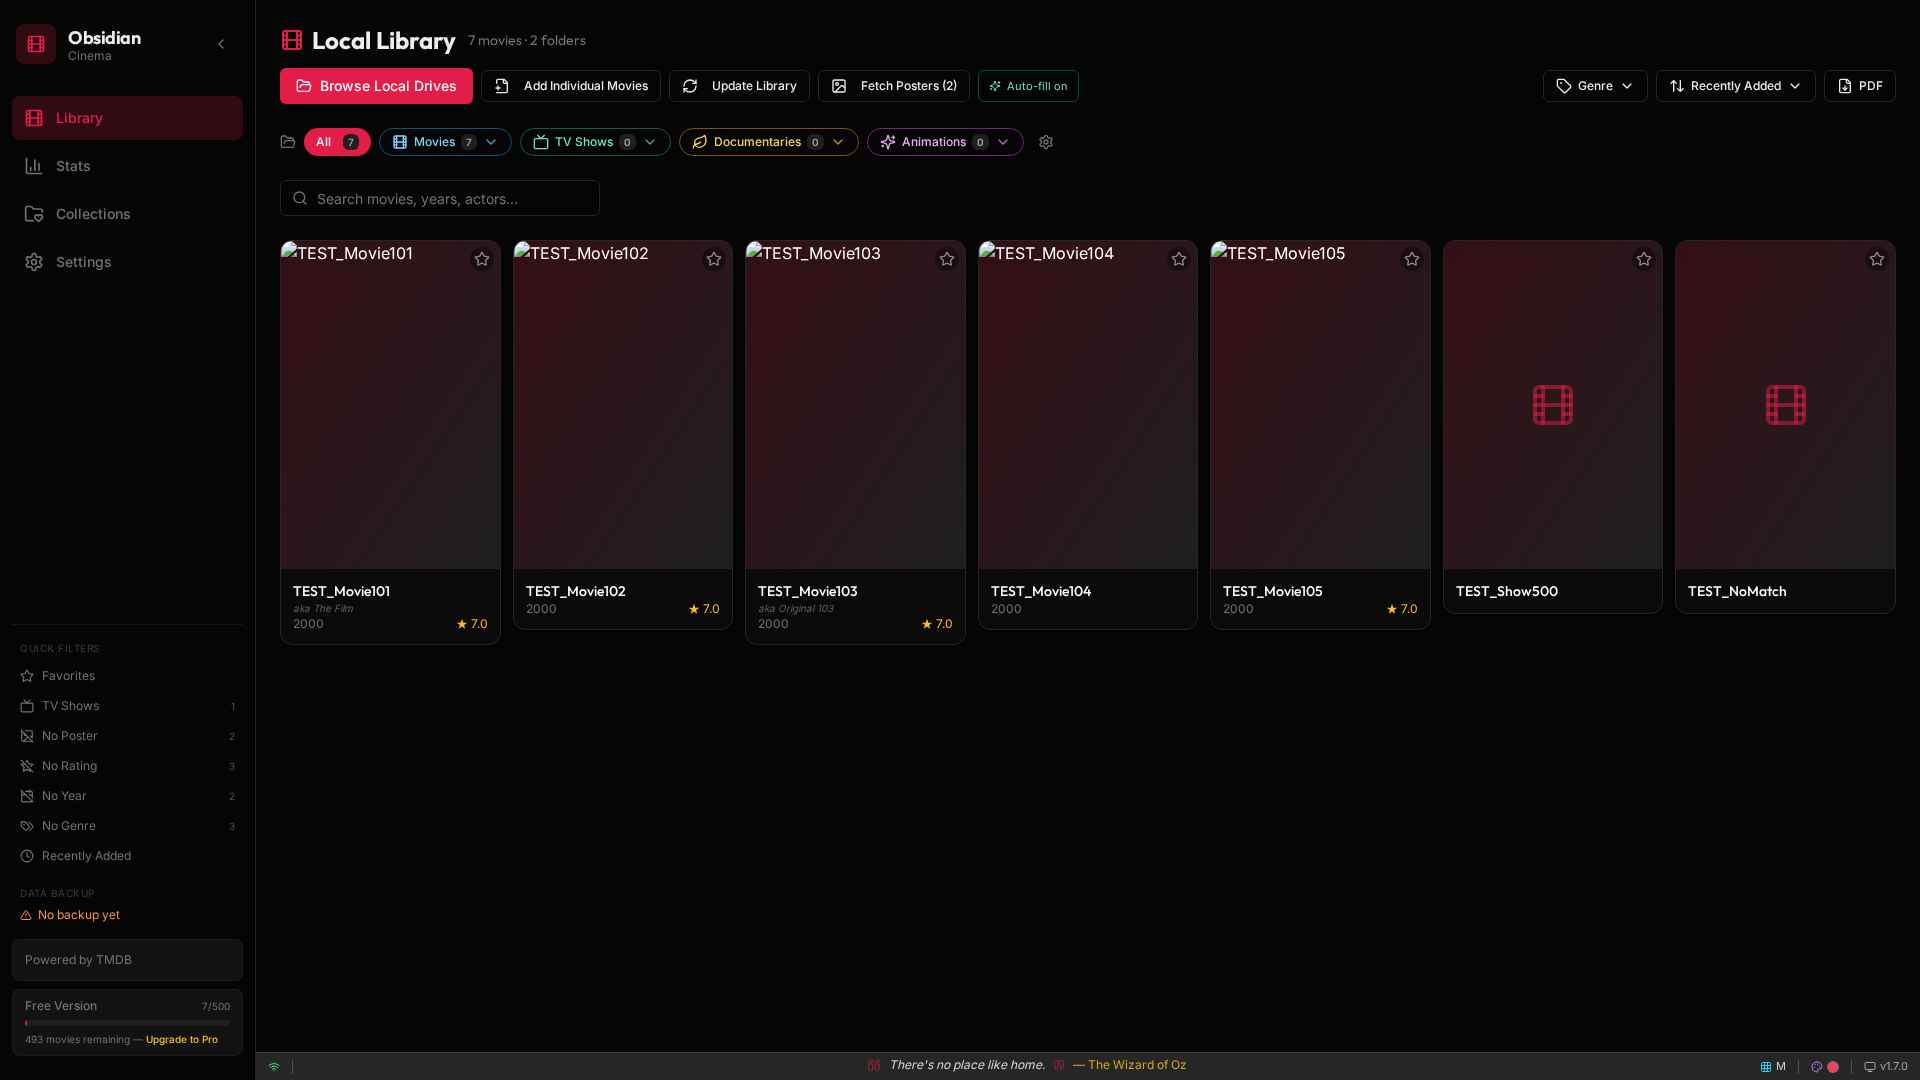 Obsidian
Cinema
Library
Stats
Collections
Settings
QUICK FILTERS
Favorites
TV Shows 1
No Poster 2
No Rating 3
No Year 2
No Genre 3
Recently Added
DATA BACKUP
No backup yet
Powered by TMDB
Free Version 7/500
493 movies remaining — Upgrade to Pro
Local Library 7 movies · 2 folders
Browse Local Drives Add Individual Movies Update Library Fetch Posters (2) Auto-fill on Genre Recently Added PDF
All 7 Movies 7 TV Shows 0 Documentaries 0 Animations 0
Search movies, years, actors...
TEST_Movie101 TEST_Movie102 TEST_Movie103 TEST_Movie104 TEST_Movie105
TEST_Movie101
aka The Film
2000 ★ 7.0
TEST_Movie102
2000 ★ 7.0
TEST_Movie103
aka Original 103
2000 ★ 7.0
TEST_Movie104
2000
TEST_Movie105
2000 ★ 7.0
TEST_Show500
TEST_NoMatch
There's no place like home. — The Wizard of Oz
M v1.7.0